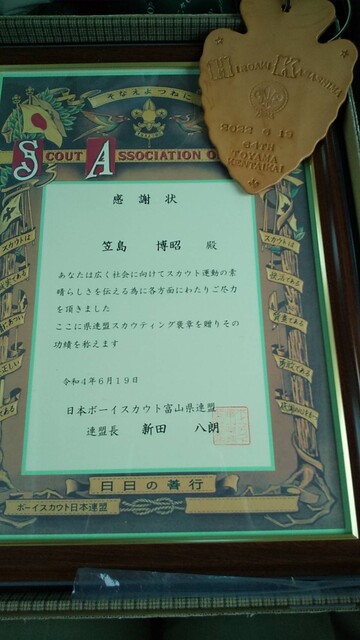 そなえよつねに
SCOUT ASSOCIATION O
HIROAKI KASASHIMA
2022 6 19
64TH
TOYAMA
KENTAIKAI
感謝状
笠島 博昭 殿
スカウトは
スカウトは
あなたは広く社会に向けてスカウト運動の素
晴らしさを伝える為に各方面にわたりご尽力
を頂きました
ここに県連盟スカウティング褒章を贈りその
功績を称えます
令和4年6月19日
日本ボーイスカウト富山県連盟
連盟長 新田 八朗
日日の善行
ボーイスカウト日本連盟